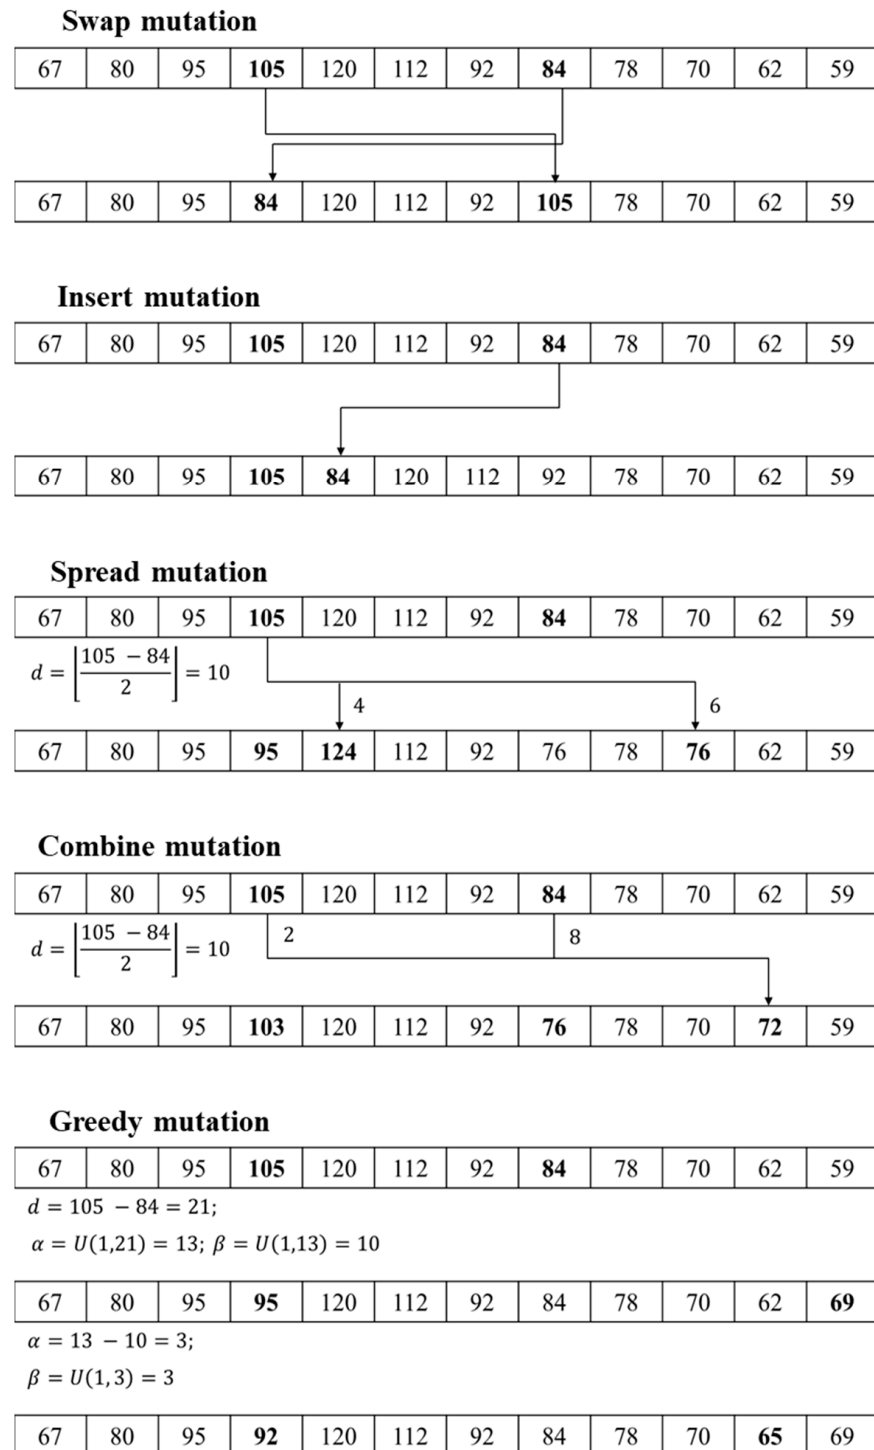 Swap mutation
67 80 95 105 120 112 92 84 78 70 62 59
67 80 95 84 120 112 92 105 78 70 62 59
Insert mutation
67 80 95 105 120 112 92 84 78 70 62 59
67 80 95 105 84 120 112 92 78 70 62 59
Spread mutation
67 80 95 105 120 112 92 84 78 70 62 59
d = ⌊(105 − 84)/2⌋ = 10
4 6
67 80 95 95 124 112 92 76 78 76 62 59
Combine mutation
67 80 95 105 120 112 92 84 78 70 62 59
d = ⌊(105 − 84)/2⌋ = 10
2 8
67 80 95 103 120 112 92 76 78 70 72 59
Greedy mutation
67 80 95 105 120 112 92 84 78 70 62 59
d = 105 − 84 = 21;
α = U(1,21) = 13; β = U(1,13) = 10
67 80 95 95 120 112 92 84 78 70 62 69
α = 13 − 10 = 3;
β = U(1,3) = 3
67 80 95 92 120 112 92 84 78 70 65 69